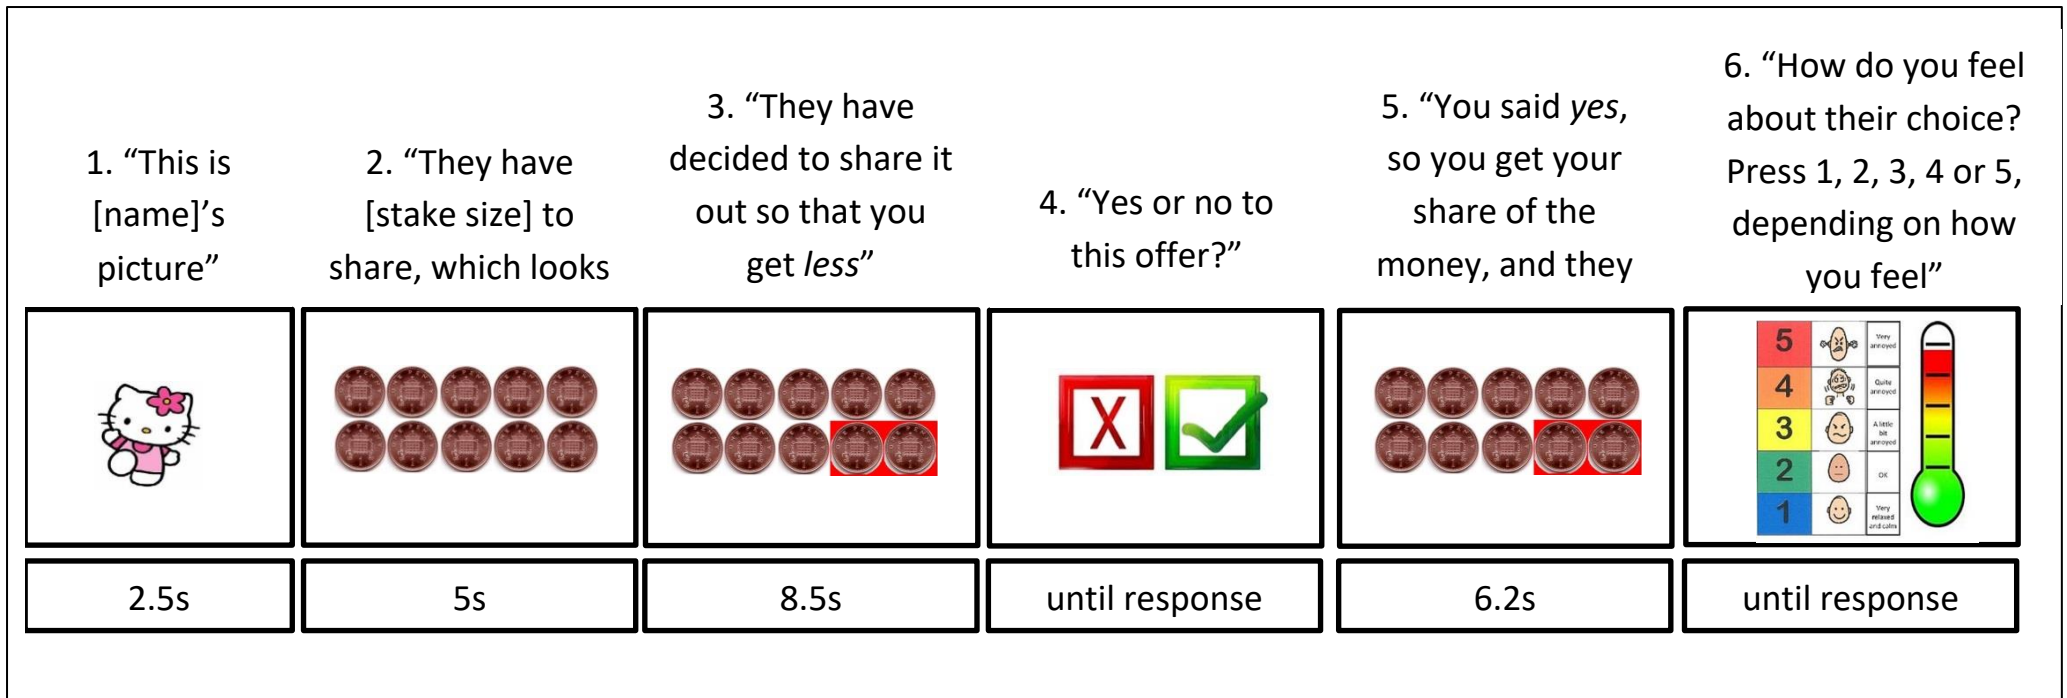 1. “This is
[name]’s
picture”
2. “They have
[stake size] to
share, which looks
3. “They have
decided to share it
out so that you
get less”
4. “Yes or no to
this offer?”
5. “You said yes,
so you get your
share of the
money, and they
6. “How do you feel
about their choice?
Press 1, 2, 3, 4 or 5,
depending on how
you feel”
X
5
Very
annoyed
4
Quite
annoyed
3
A little
bit
annoyed
2
OK
1
Very
relaxed
and calm
2.5s
5s
8.5s
until response
6.2s
until response